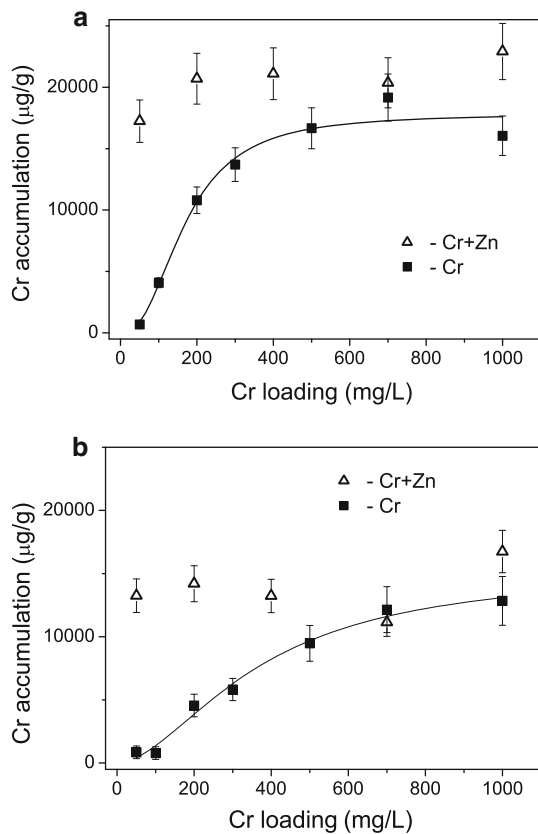 a
Cr accumulation (μg/g)
20000
10000
0
- Cr+Zn
- Cr
0 200 400 600 800 1000
Cr loading (mg/L)
b
Cr accumulation (μg/g)
20000
10000
0
- Cr+Zn
- Cr
0 200 400 600 800 1000
Cr loading (mg/L)